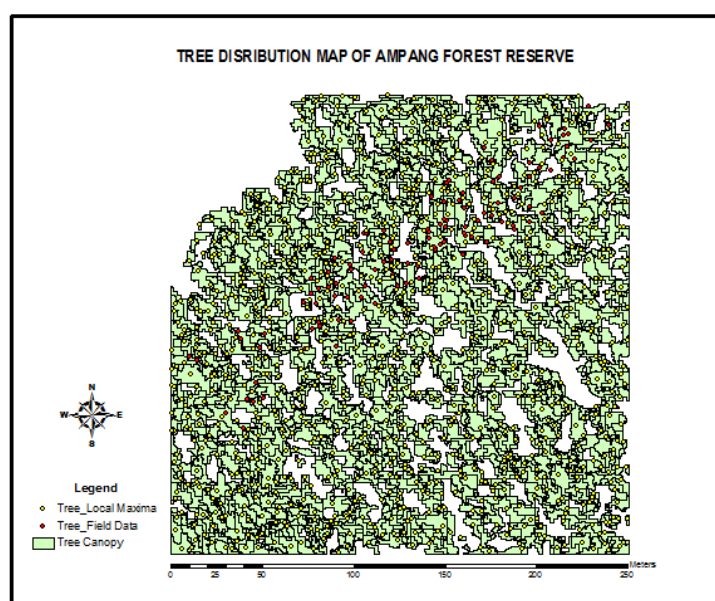 TREE DISRIBUTION MAP OF AMPANG FOREST RESERVE
N
W E
S
Legend
Tree_Local Maxima
Tree_Field Data
Tree Canopy
Meters
0 25 50 100 150 200 250